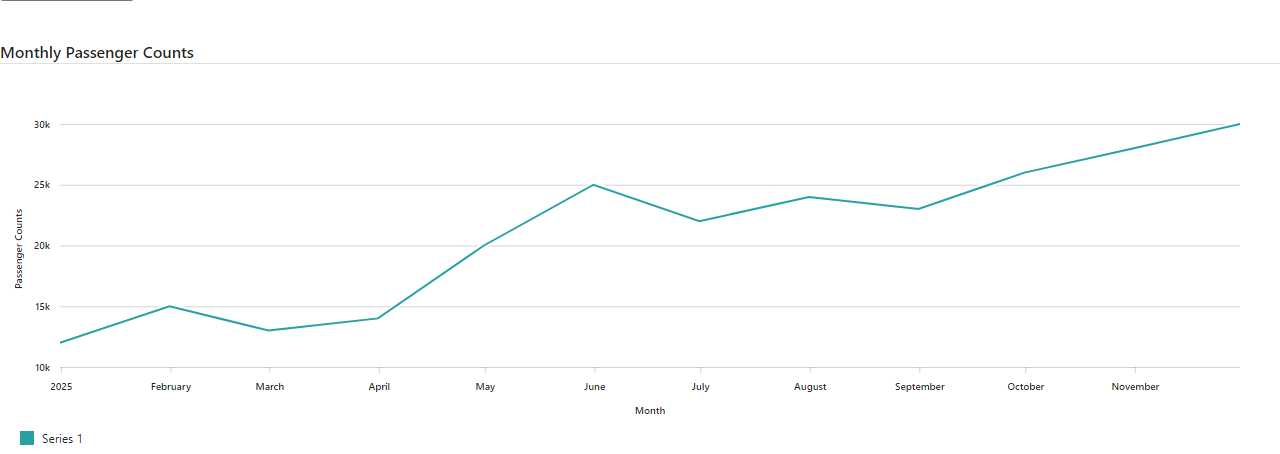 Monthly Passenger Counts
30k
25k
20k
15k
10k
Passenger Counts
2025 February March April May June July August September October November
Month
Series 1